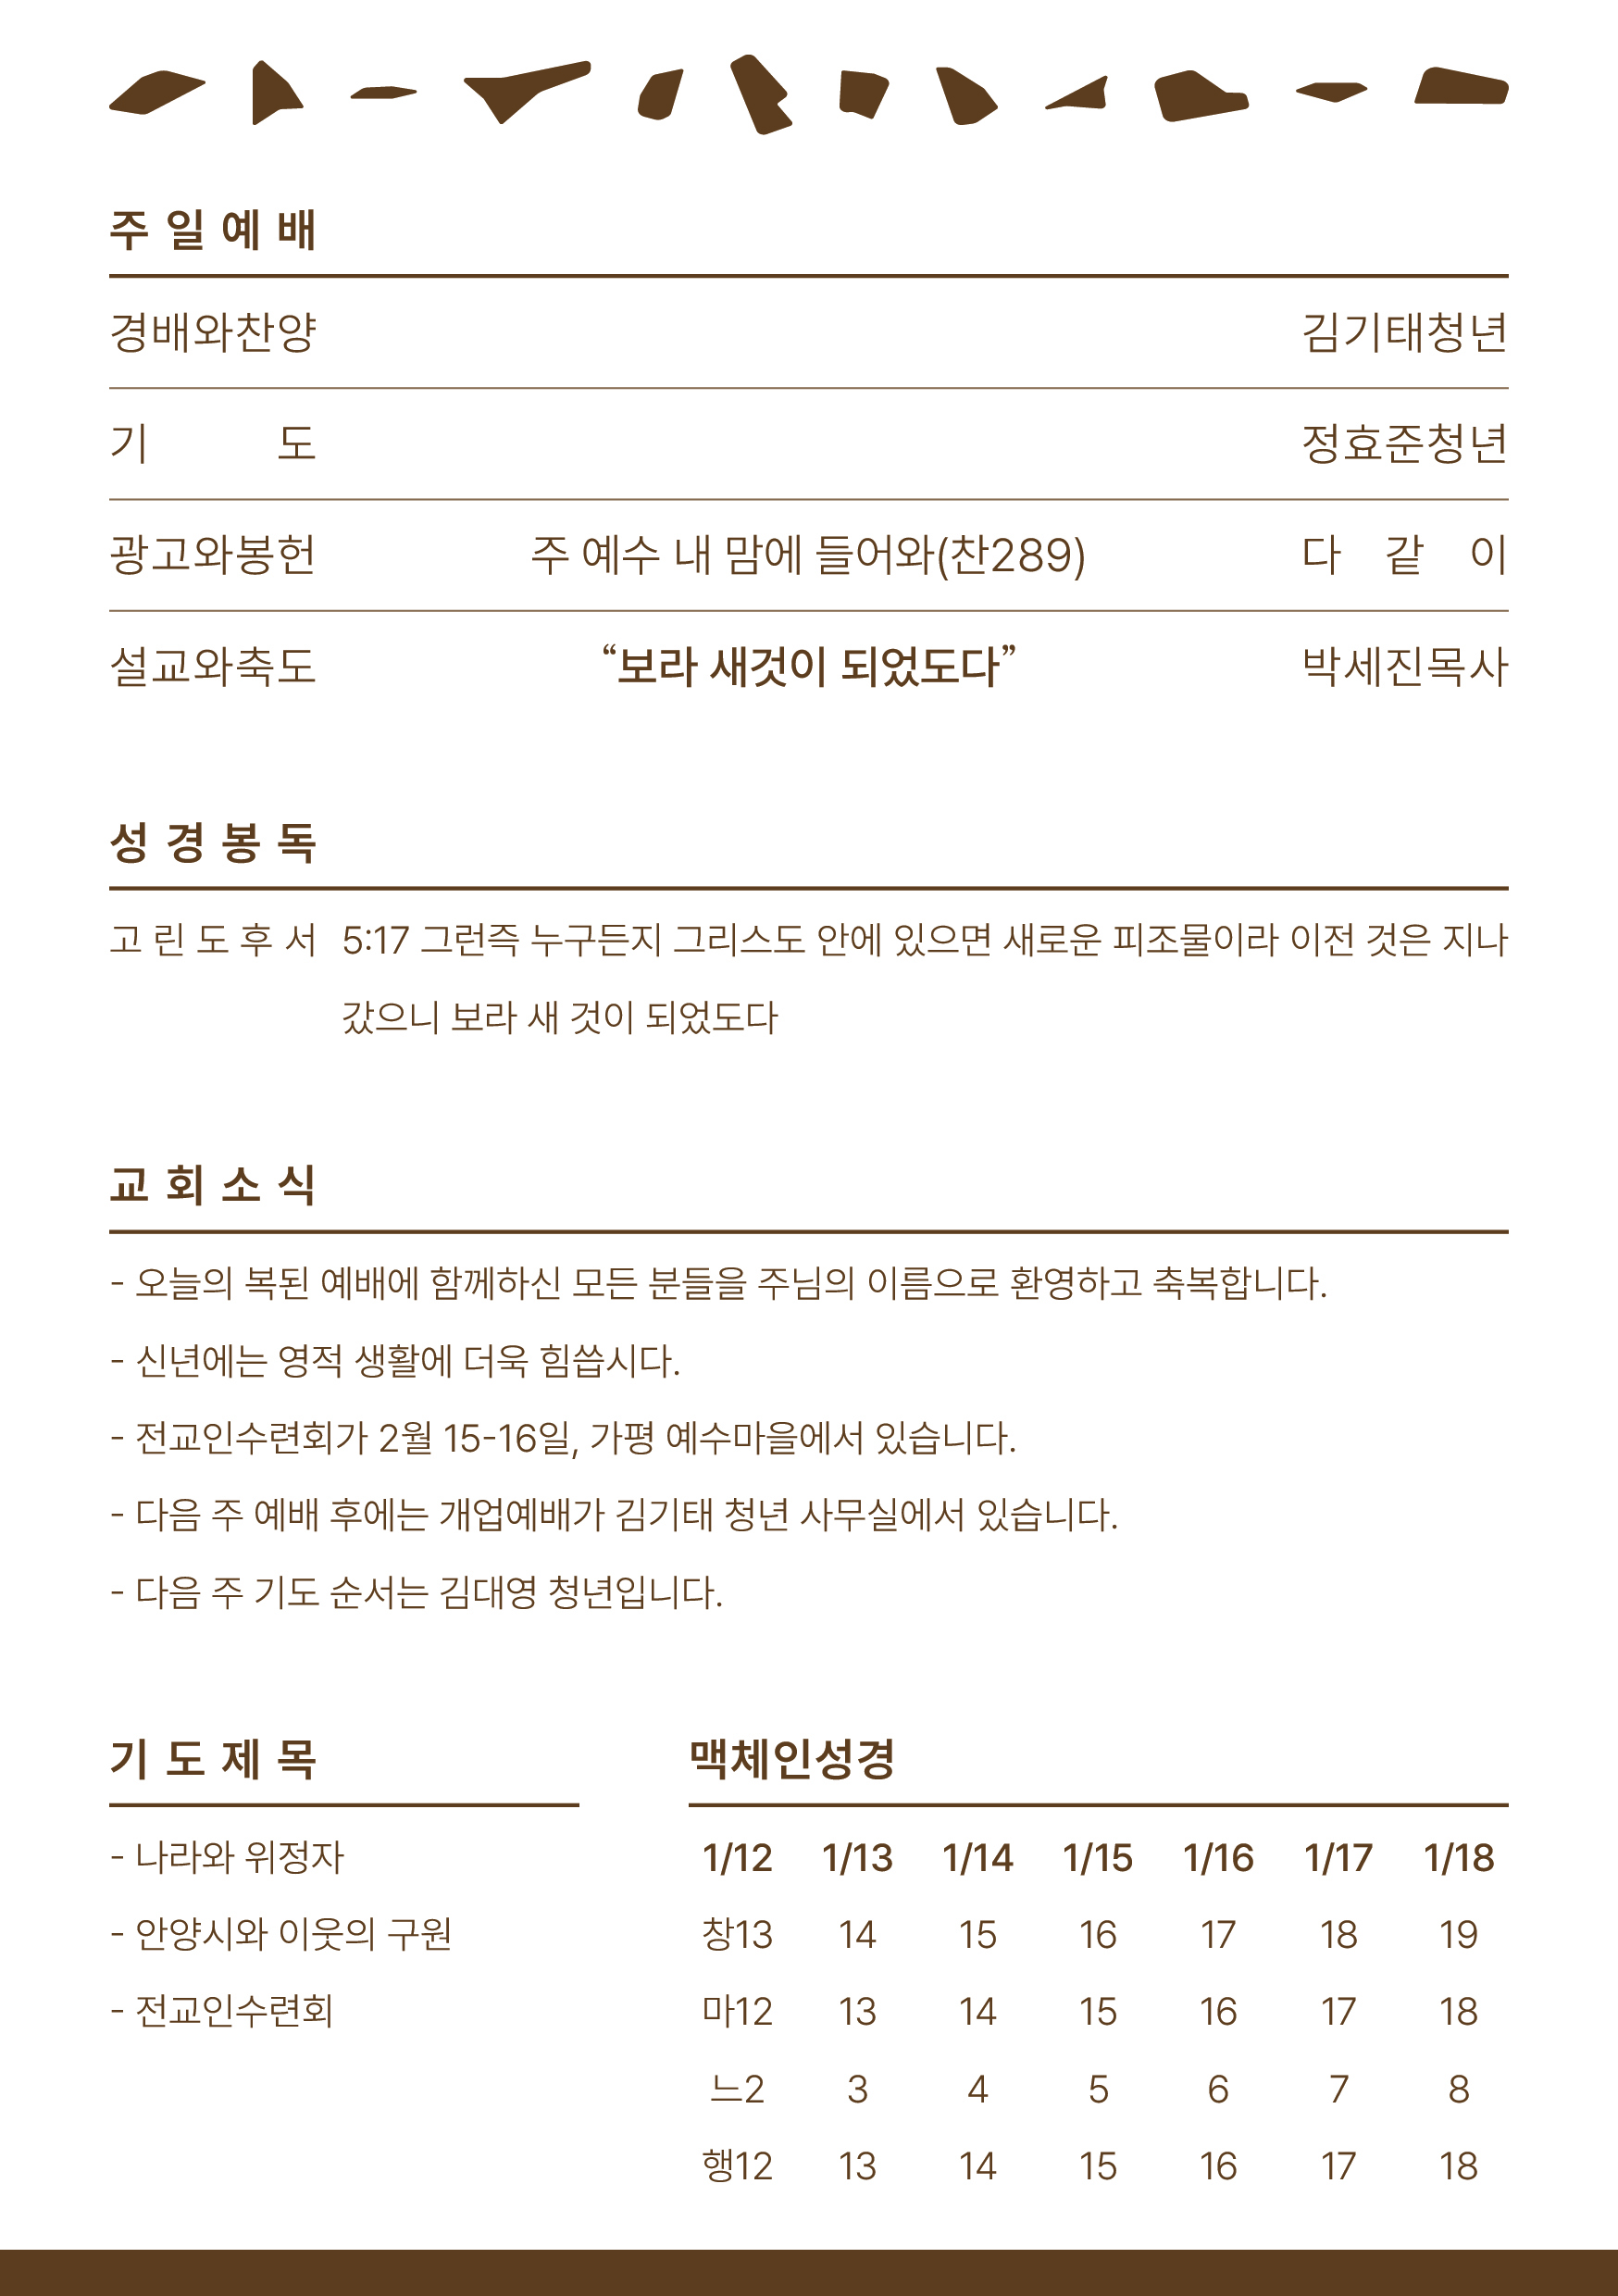 주일예배
경배와찬양 김기태청년
기 도 정효준청년
광고와봉헌 주 예수 내 맘에 들어와(찬289) 다 같 이
설교와축도 “보라 새것이 되었도다” 박세진목사
성경봉독
고린도후서 5:17 그런즉 누구든지 그리스도 안에 있으면 새로운 피조물이라 이전 것은 지나
갔으니 보라 새 것이 되었도다
교회소식
- 오늘의 복된 예배에 함께하신 모든 분들을 주님의 이름으로 환영하고 축복합니다.
- 신년에는 영적 생활에 더욱 힘씁시다.
- 전교인수련회가 2월 15-16일, 가평 예수마을에서 있습니다.
- 다음 주 예배 후에는 개업예배가 김기태 청년 사무실에서 있습니다.
- 다음 주 기도 순서는 김대영 청년입니다.
기도제목
- 나라와 위정자
- 안양시와 이웃의 구원
- 전교인수련회
맥체인성경
1/12 1/13 1/14 1/15 1/16 1/17 1/18
창13 14 15 16 17 18 19
마12 13 14 15 16 17 18
느2 3 4 5 6 7 8
행12 13 14 15 16 17 18